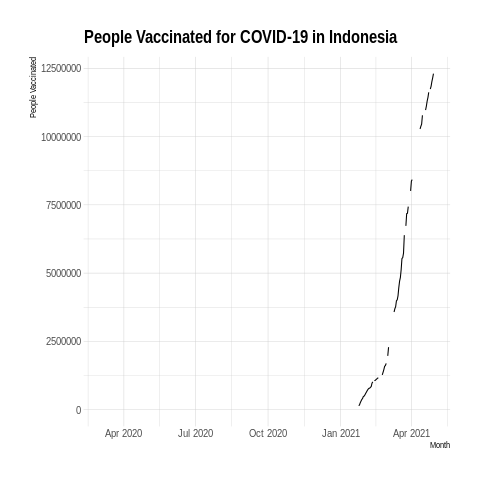 People Vaccinated for COVID-19 in Indonesia
People Vaccinated
12500000
10000000
7500000
5000000
2500000
0
Apr 2020 Jul 2020 Oct 2020 Jan 2021 Apr 2021
Month